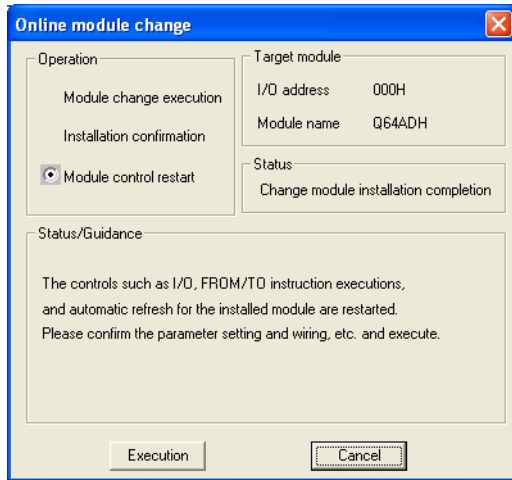 Online module change
Operation
Module change execution
Installation confirmation
Module control restart
Target module
I/O address 000H
Module name Q64ADH
Status
Change module installation completion
Status/Guidance
The controls such as I/O, FROM/TO instruction executions,
and automatic refresh for the installed module are restarted.
Please confirm the parameter setting and wiring, etc. and execute.
Execution
Cancel